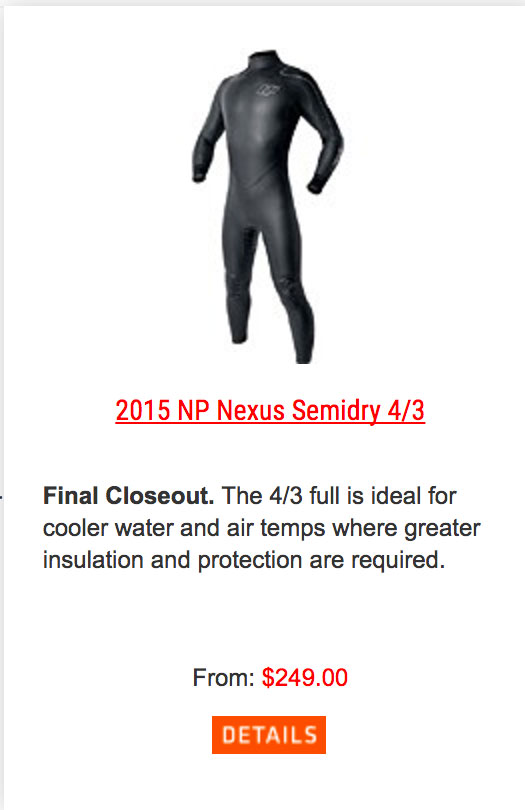 NP
2015 NP Nexus Semidry 4/3
Final Closeout. The 4/3 full is ideal for
cooler water and air temps where greater
insulation and protection are required.
From: $249.00
DETAILS